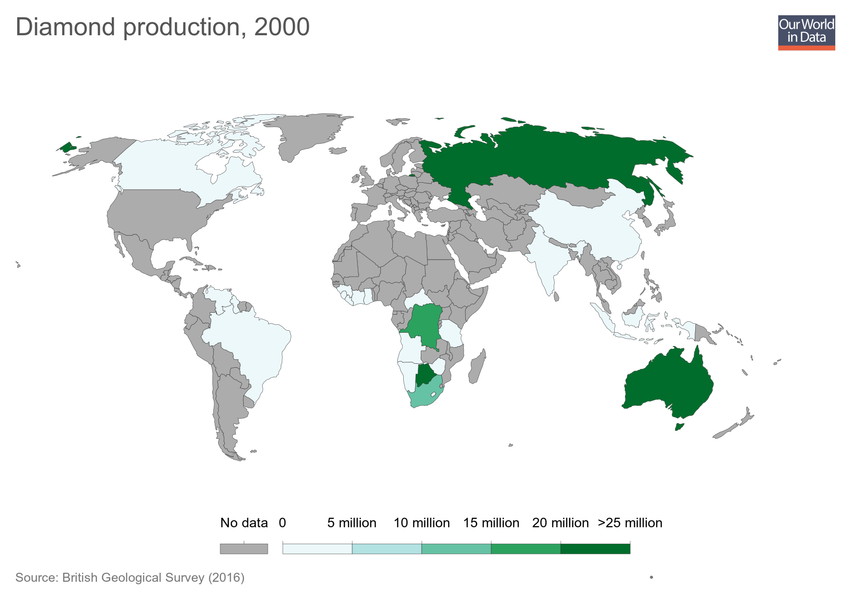 Diamond production, 2000
Our World
in Data
No data 0 5 million 10 million 15 million 20 million >25 million
Source: British Geological Survey (2016)